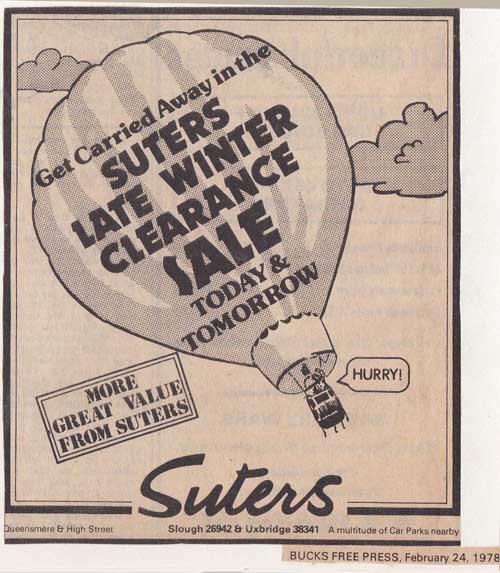 Get Carried Away in the
SUTERS
LATE WINTER
CLEARANCE
SALE
TODAY &
TOMORROW
HURRY!
MORE
GREAT VALUE
FROM SUTERS
Suters
Queensmere & High Street
Slough 26942 & Uxbridge 38341
A multitude of Car Parks nearby
BUCKS FREE PRESS, February 24, 1978